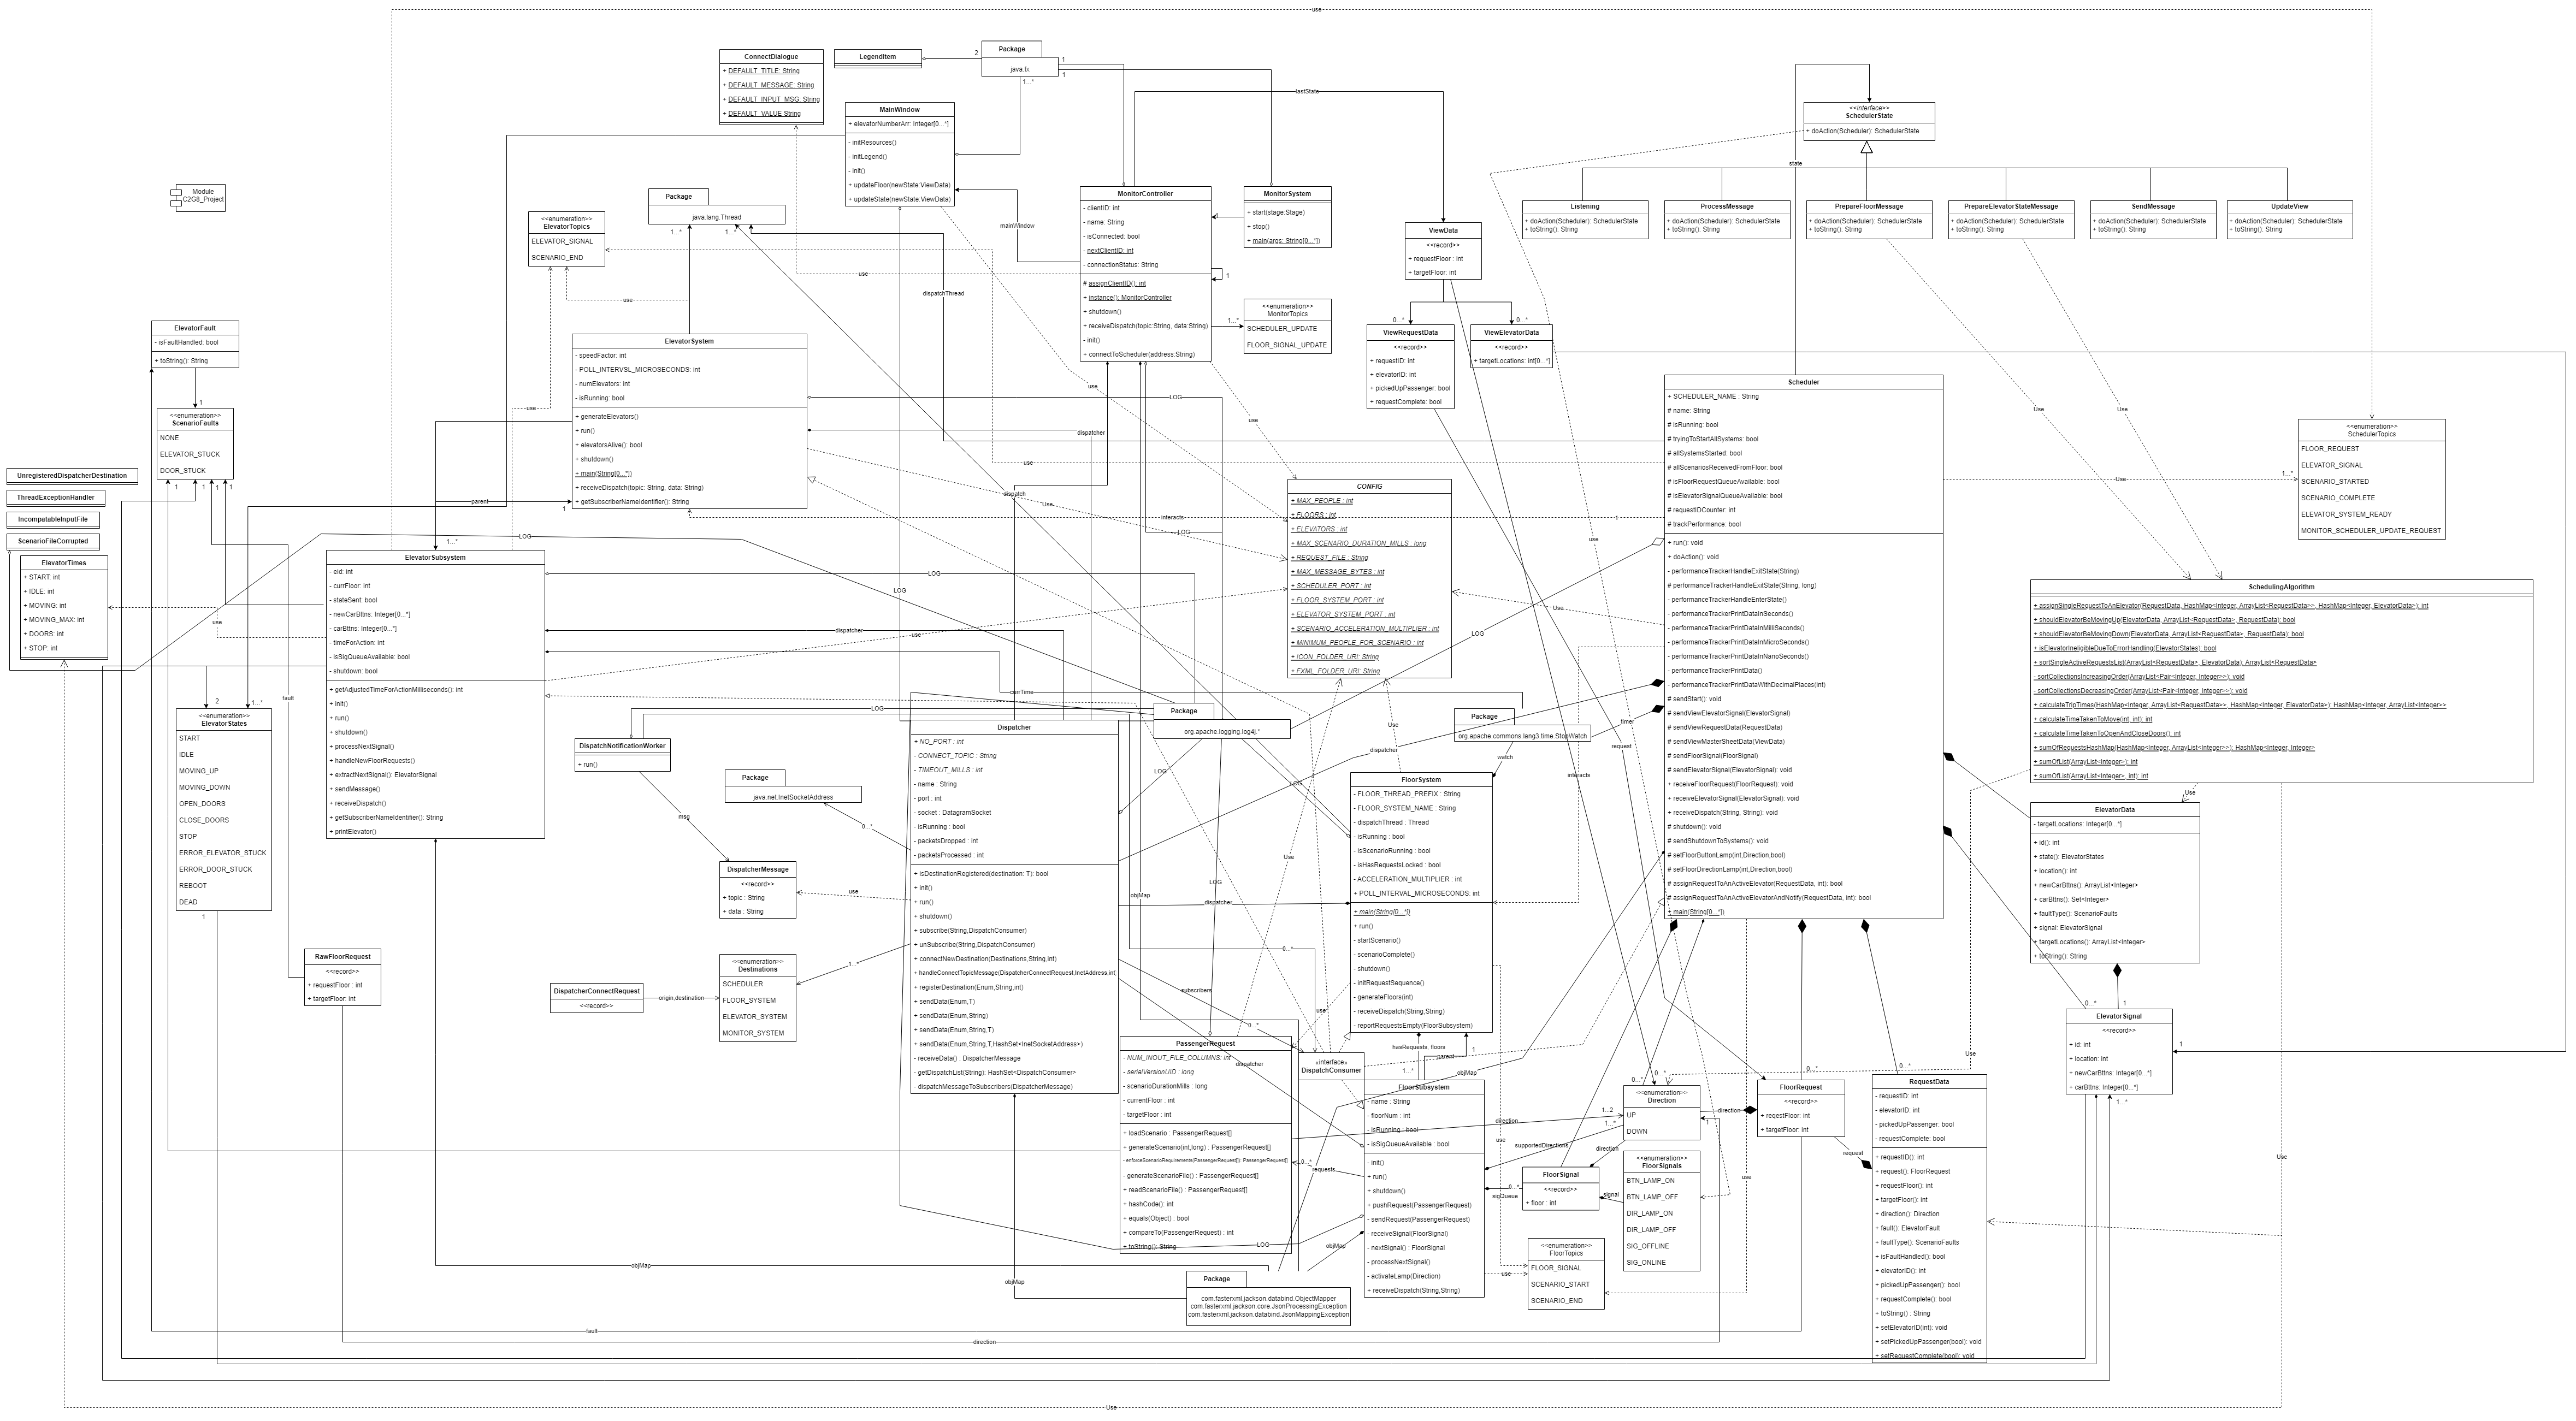 use
ConnectDialogue
+ DEFAULT_TITLE: String
+ DEFAULT_MESSAGE: String
+ DEFAULT_INPUT_MSG: String
+ DEFAULT_VALUE String
LegendItem
2
Package
java.fx
1
1
1...*
MainWindow
+ elevatorNumberArr: Integer[0...*]
- initResources()
- initLegend()
- init()
+ updateFloor(newState:ViewData)
+ updateState(newState:ViewData)
lastState
<<interface>>
SchedulerState
+ doAction(Scheduler): SchedulerState
state
Module
C2G8_Project
Package
java.lang.Thread
1...*
1...*
<<enumeration>>
ElevatorTopics
ELEVATOR_SIGNAL
SCENARIO_END
use
MonitorController
- clientID: int
- name: String
- isConnected: bool
- nextClientID: int
- connectionStatus: String
# assignClientID(): int
+ instance(): MonitorController
+ shutdown()
+ receiveDispatch(topic:String, data:String)
- init()
+ connectToScheduler(address:String)
mainWindow
use
1
dispatchThread
MonitorSystem
+ start(stage:Stage)
+ stop()
+ main(args: String[0...*])
<<enumeration>>
MonitorTopics
SCHEDULER_UPDATE
FLOOR_SIGNAL_UPDATE
1...*
ViewData
<<record>>
+ requestFloor : int
+ targetFloor: int
0...*
0...*
ViewRequestData
<<record>>
+ requestID: int
+ elevatorID: int
+ pickedUpPassenger: bool
+ requestComplete: bool
ViewElevatorData
<<record>>
+ targetLocations: int[0...*]
Listening
+ doAction(Scheduler): SchedulerState
+ toString(): String
ProcessMessage
+ doAction(Scheduler): SchedulerState
+ toString(): String
PrepareFloorMessage
+ doAction(Scheduler): SchedulerState
+ toString(): String
PrepareElevatorStateMessage
+ doAction(Scheduler): SchedulerState
+ toString(): String
SendMessage
+ doAction(Scheduler): SchedulerState
+ toString(): String
UpdateView
+ doAction(Scheduler): SchedulerState
+ toString(): String
ElevatorFault
- isFaultHandled: bool
+ toString(): String
1
<<enumeration>>
ScenarioFaults
NONE
ELEVATOR_STUCK
DOOR_STUCK
1
1
1
1
ElevatorSystem
- speedFactor: int
- POLL_INTERVSL_MICROSECONDS: int
- numElevators: int
- isRunning: bool
+ generateElevators()
+ run()
+ elevatorsAlive(): bool
+ shutdown()
+ main(String[0...*])
+ receiveDispatch(topic: String, data: String)
+ getSubscriberNameIdentifier(): String
parent
1
1...*
use
LOG
dispatcher
use
dispatch
Use
interacts
1
LOG
use
use
use
Use
Use
Use
1...*
UnregisteredDispatcherDestination
ThreadExceptionHandler
IncompatableInputFile
ScenarioFileCorrupted
ElevatorTimes
+ START: int
+ IDLE: int
+ MOVING: int
+ MOVING_MAX: int
+ DOORS: int
+ STOP: int
LOG
CONFIG
+ MAX_PEOPLE : int
+ FLOORS : int
+ ELEVATORS : int
+ MAX_SCENARIO_DURATION_MILLS : long
+ REQUEST_FILE : String
+ MAX_MESSAGE_BYTES : int
+ SCHEDULER_PORT : int
+ FLOOR_SYSTEM_PORT : int
+ ELEVATOR_SYSTEM_PORT : int
+ SCENARIO_ACCELERATION_MULTIPLIER : int
+ MINIMUM_PEOPLE_FOR_SCENARIO : int
+ ICON_FOLDER_URI: String
+ FXML_FOLDER_URI: String
Scheduler
+ SCHEDULER_NAME : String
# name: String
# isRunning: bool
# tryingToStartAllSystems: bool
# allSystemsStarted: bool
# allScenariosReceivedFromFloor: bool
# isFloorRequestQueueAvailable: bool
# isElevatorSignalQueueAvailable: bool
# requestIDCounter: int
# trackPerformance: bool
+ run(): void
+ doAction(): void
- performanceTrackerHandleExitState(String)
# performanceTrackerHandleExitState(String, long)
- performanceTrackerHandleEnterState()
- performanceTrackerPrintDataInSeconds()
- performanceTrackerPrintDataInMilliSeconds()
- performanceTrackerPrintDataInMicroSeconds()
- performanceTrackerPrintDataInNanoSeconds()
- performanceTrackerPrintData()
- performanceTrackerPrintDataWithDecimalPlaces(int)
# sendStart(): void
# sendViewElevatorSignal(ElevatorSignal)
# sendViewRequestData(RequestData)
# sendViewMasterSheetData(ViewData)
# sendFloorSignal(FloorSignal)
# sendElevatorSignal(ElevatorSignal): void
+ receiveFloorRequest(FloorRequest): void
+ receiveElevatorSignal(ElevatorSignal): void
+ receiveDispatch(String, String): void
# shutdown(): void
# sendShutdownToSystems(): void
# setFloorButtonLamp(int,Direction,bool)
# setFloorDirectionLamp(int,Direction,bool)
# assignRequestToAnActiveElevator(RequestData, int): bool
# assignRequestToAnActiveElevatorAndNotify(RequestData, int): bool
+ main(String[0...*])
<<enumeration>>
SchedulerTopics
FLOOR_REQUEST
ELEVATOR_SIGNAL
SCENARIO_STARTED
SCENARIO_COMPLETE
ELEVATOR_SYSTEM_READY
MONITOR_SCHEDULER_UPDATE_REQUEST
SchedulingAlgorithm
+ assignSingleRequestToAnElevator(RequestData, HashMap<Integer, ArrayList<RequestData>>, HashMap<Integer, ElevatorData>): int
+ shouldElevatorBeMovingUp(ElevatorData, ArrayList<RequestData>, RequestData): bool
+ shouldElevatorBeMovingDown(ElevatorData, ArrayList<RequestData>, RequestData): bool
+ isElevatorIneligibleDueToErrorHandling(ElevatorStates): bool
+ sortSingleActiveRequestsList(ArrayList<RequestData>, ElevatorData): ArrayList<RequestData>
- sortCollectionsIncreasingOrder(ArrayList<Pair<Integer, Integer>>): void
- sortCollectionsDecreasingOrder(ArrayList<Pair<Integer, Integer>>): void
+ calculateTripTimes(HashMap<Integer, ArrayList<RequestData>>, HashMap<Integer, ElevatorData>): HashMap<Integer, ArrayList<Integer>>
+ calculateTimeTakenToMove(int, int): int
+ calculateTimeTakenToOpenAndCloseDoors(): int
+ sumOfRequestsHashMap(HashMap<Integer, ArrayList<Integer>>): HashMap<Integer, Integer>
+ sumOfList(ArrayList<Integer>): int
+ sumOfList(ArrayList<Integer>, int): int
ElevatorSubsystem
- eid: int
- currFloor: int
- stateSent: bool
- newCarBttns: Integer[0...*]
- carBttns: Integer[0...*]
- timeForAction: int
- isSigQueueAvailable: bool
- shutdown: bool
+ getAdjustedTimeForActionMilliseconds(): int
+ init()
+ run()
+ shutdown()
+ processNextSignal()
+ handleNewFloorRequests()
+ extractNextSignal(): ElevatorSignal
+ sendMessage()
+ receiveDispatch()
+ getSubscriberNameIdentifier(): String
+ printElevator()
use
LOG
LOG
dispatcher
use
Use
LOG
fault
2
1...*
<<enumeration>>
ElevatorStates
START
IDLE
MOVING_UP
MOVING_DOWN
OPEN_DOORS
CLOSE_DOORS
STOP
ERROR_ELEVATOR_STUCK
ERROR_DOOR_STUCK
REBOOT
DEAD
1
currTime
LOG
Package
org.apache.logging.log4j.*
Package
org.apache.commons.lang3.time.StopWatch
timer
request
dispatcher
watch
Use
LOG
LOG
interacts
Use
DispatchNotificationWorker
+ run()
msg
Package
java.net.InetSocketAddress
0...*
Dispatcher
+ NO_PORT : int
+ CONNECT_TOPIC : String
- TIMEOUT_MILLS : int
- name : String
- port : int
- socket : DatagramSocket
- isRunning : bool
- packetsDropped : int
- packetsProcessed : int
+ isDestinationRegistered(destination: T): bool
+ init()
+ run()
+ shutdown()
+ subscribe(String,DispatchConsumer)
+ unSubscribe(String,DispatchConsumer)
+ connectNewDestination(Destinations,String,int)
+ handleConnectTopicMessage(DispatcherConnectRequest,InetAddress,int
+ registerDestination(Enum,String,int)
+ sendData(Enum,T)
+ sendData(Enum,String)
+ sendData(Enum,String,T)
+ sendData(Enum,String,T,HashSet<InetSocketAddress>)
- receiveData() : DispatcherMessage
- getDispatchList(String): HashSet<DispatchConsumer>
- dispatchMessageToSubscribers(DispatcherMessage)
DispatcherMessage
<<record>>
+ topic : String
+ data : String
use
<<enumeration>>
Destinations
SCHEDULER
FLOOR_SYSTEM
ELEVATOR_SYSTEM
MONITOR_SYSTEM
DispatcherConnectRequest
<<record>>
origin,destination
RawFloorRequest
<<record>>
+ requestFloor : int
+ targetFloor: int
FloorSystem
- FLOOR_THREAD_PREFIX : String
- FLOOR_SYSTEM_NAME : String
- dispatchThread : Thread
- isRunning : bool
- isScenarioRunning : bool
- isHasRequestsLocked : bool
- ACCELERATION_MULTIPLIER : int
+ POLL_INTERVAL_MICROSECONDS: int
+ main(String[0...*])
+ run()
- startScenario()
- scenarioComplete()
- shutdown()
- initRequestSequence()
- generateFloors(int)
- receiveDispatch(String,String)
- reportRequestsEmpty(FloorSubsystem)
Use
LOG
dispatcher
objMap
0...*
subscribers
0...*
use
hasRequests, floors
parent
1
1...*
objMap
ElevatorData
- targetLocations: Integer[0...*]
+ id(): int
+ state(): ElevatorStates
+ location(): int
+ newCarBttns(): ArrayList<Integer>
+ carBttns(): Set<Integer>
+ faultType(): ScenarioFaults
+ signal: ElevatorSignal
+ targetLocations(): ArrayList<Integer>
+ toString(): String
1
0...*
ElevatorSignal
<<record>>
+ id: int
+ location: int
+ newCarBttns: Integer[0...*]
+ carBttns: Integer[0...*]
1
1...*
PassengerRequest
- NUM_INOUT_FILE_COLUMNS: int
- serialVersionUID : long
- scenarioDurationMills : long
- currentFloor : int
- targetFloor : int
+ loadScenario : PassengerRequest[]
+ generateScenario(int,long) : PassengerRequest[]
- enforceScenarioRequirements(PassengerRequest[]): PassengerRequest[]
- generateScenarioFile() : PassengerRequest[]
+ readScenarioFile() : PassengerRequest[]
+ hashCode(): int
+ equals(Object) : bool
+ compareTo(PassengerRequest) : int
+ toString(): String
dispatcher
«interface»
DispatchConsumer
FloorSubsystem
- name : String
- floorNum : int
- isRunning : bool
- isSigQueueAvailable : bool
- init()
+ run()
+ shutdown()
+ pushRequest(PassengerRequest)
- sendRequest(PassengerRequest)
- receiveSignal(FloorSignal)
- nextSignal() : FloorSignal
- processNextSignal()
- activateLamp(Direction)
+ receiveDispatch(String,String)
direction
requests
0...*
use
supportedDirections
sigQueue
0...*
1...2
1...*
direction
signal
0...*
0...*
1
direction
<<enumeration>>
Direction
UP
DOWN
<<enumeration>>
FloorSignals
BTN_LAMP_ON
BTN_LAMP_OFF
DIR_LAMP_ON
DIR_LAMP_OFF
SIG_OFFLINE
SIG_ONLINE
FloorSignal
<<record>>
+ floor : int
FloorRequest
<<record>>
+ reqestFloor: int
+ targetFloor: int
0...*
0...*
request
use
Use
Use
RequestData
- requestID: int
- elevatorID: int
- pickedUpPassenger: bool
- requestComplete: bool
+ requestID(): int
+ request(): FloorRequest
+ requestFloor(): int
+ targetFloor(): int
+ direction(): Direction
+ fault(): ElevatorFault
+ faultType(): ScenarioFaults
+ isFaultHandled(): bool
+ elevatorID(): int
+ pickedUpPassenger(): bool
+ requestComplete(): bool
+ toString() : String
+ setElevatorID(int): void
+ setPickedUpPassenger(bool): void
+ setRequestComplete(bool): void
<<enumeration>>
FloorTopics
FLOOR_SIGNAL
SCENARIO_START
SCENARIO_END
use
LOG
objMap
objMap
objMap
Package
com.fasterxml.jackson.databind.ObjectMapper
com.fasterxml.jackson.core.JsonProcessingException
com.fasterxml.jackson.databind.JsonMappingException
fault
direction
Use